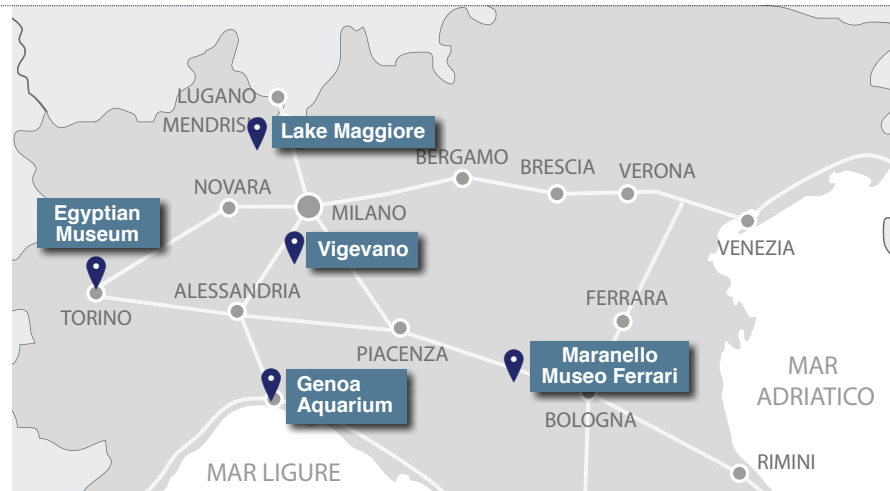 LUGANO
MENDRISI
Lake Maggiore
BERGAMO
BRESCIA
VERONA
NOVARA
MILANO
Egyptian
Museum
Vigevano
VENEZIA
TORINO
ALESSANDRIA
FERRARA
PIACENZA
Maranello
Museo Ferrari
MAR
ADRIATICO
Genoa
Aquarium
BOLOGNA
MAR LIGURE
RIMINI